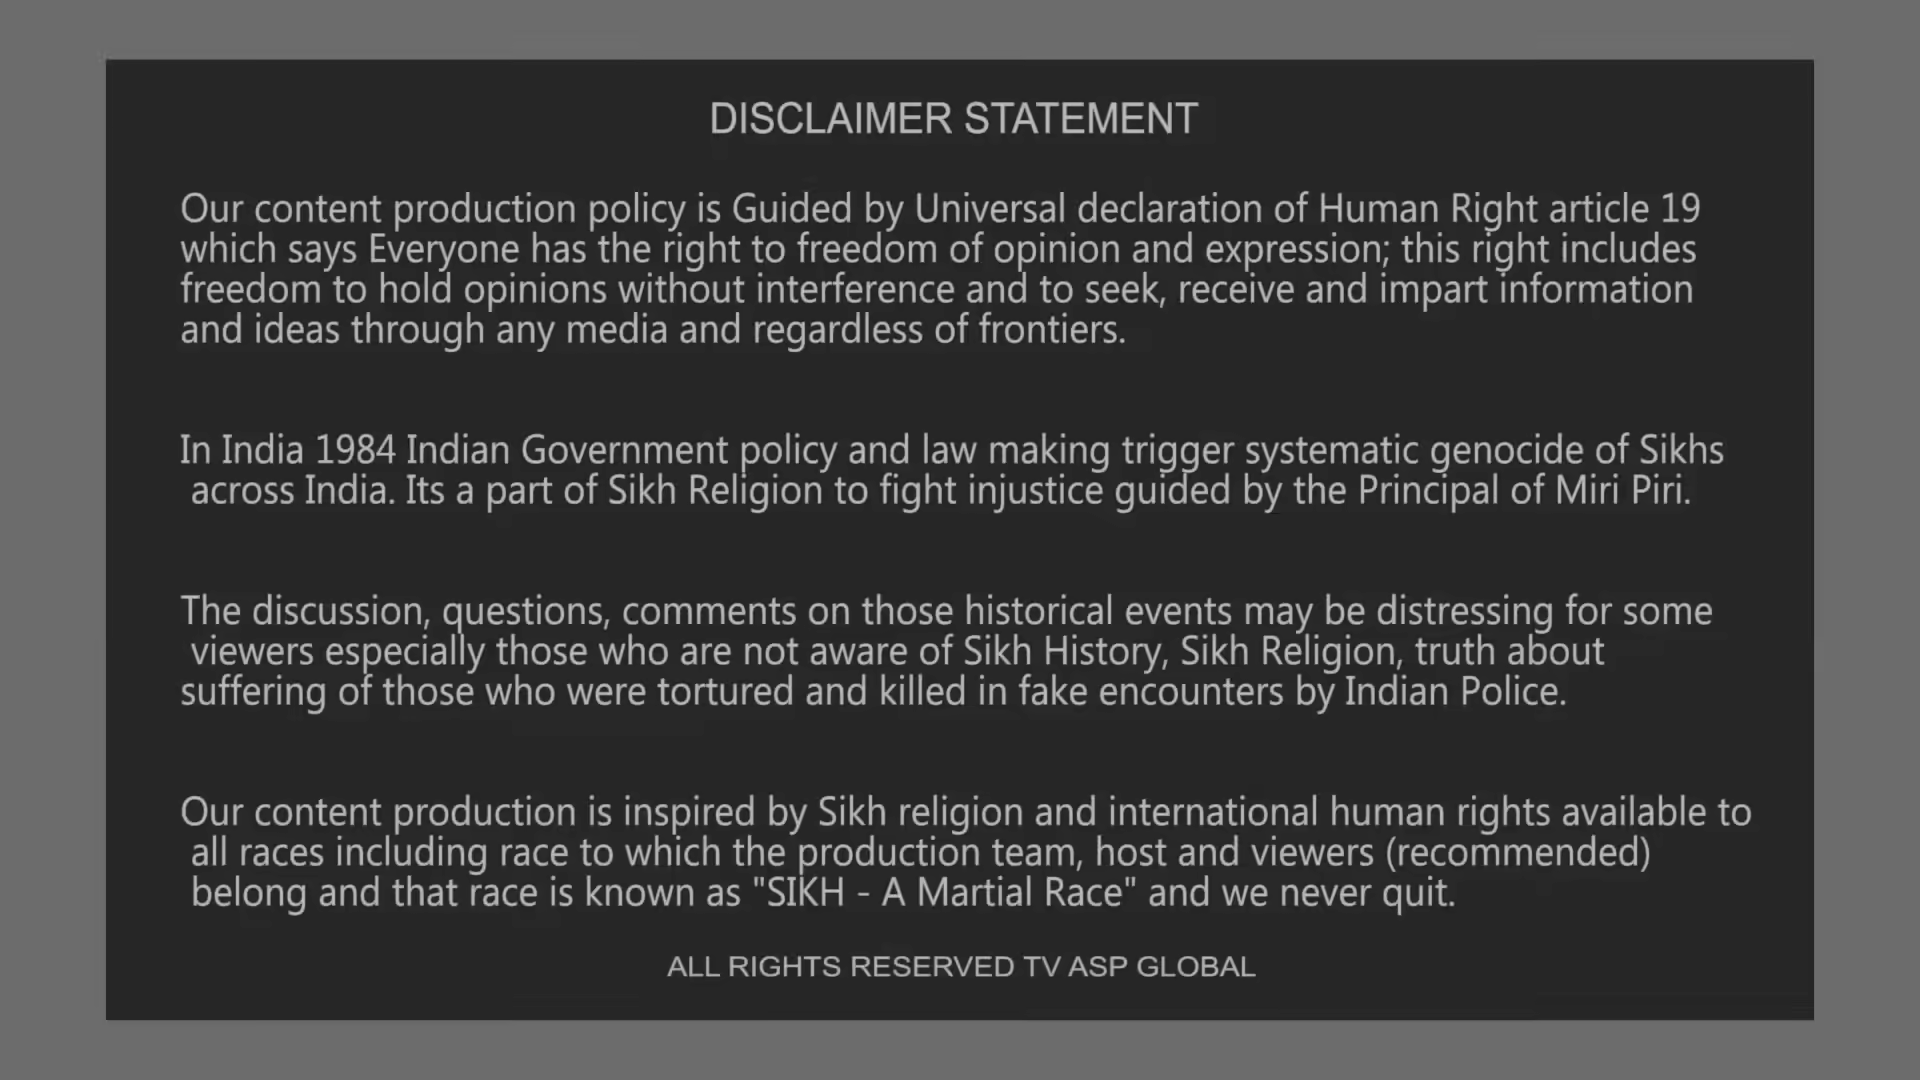 DISCLAIMER STATEMENT
Our content production policy is Guided by Universal declaration of Human Right article 19
which says Everyone has the right to freedom of opinion and expression; this right includes
freedom to hold opinions without interference and to seek, receive and impart information
and ideas through any media and regardless of frontiers.
In India 1984 Indian Government policy and law making trigger systematic genocide of Sikhs
across India. Its a part of Sikh Religion to fight injustice guided by the Principal of Miri Piri.
The discussion, questions, comments on those historical events may be distressing for some
viewers especially those who are not aware of Sikh History, Sikh Religion, truth about
suffering of those who were tortured and killed in fake encounters by Indian Police.
Our content production is inspired by Sikh religion and international human rights available to
all races including race to which the production team, host and viewers (recommended)
belong and that race is known as "SIKH - A Martial Race" and we never quit.
ALL RIGHTS RESERVED TV ASP GLOBAL